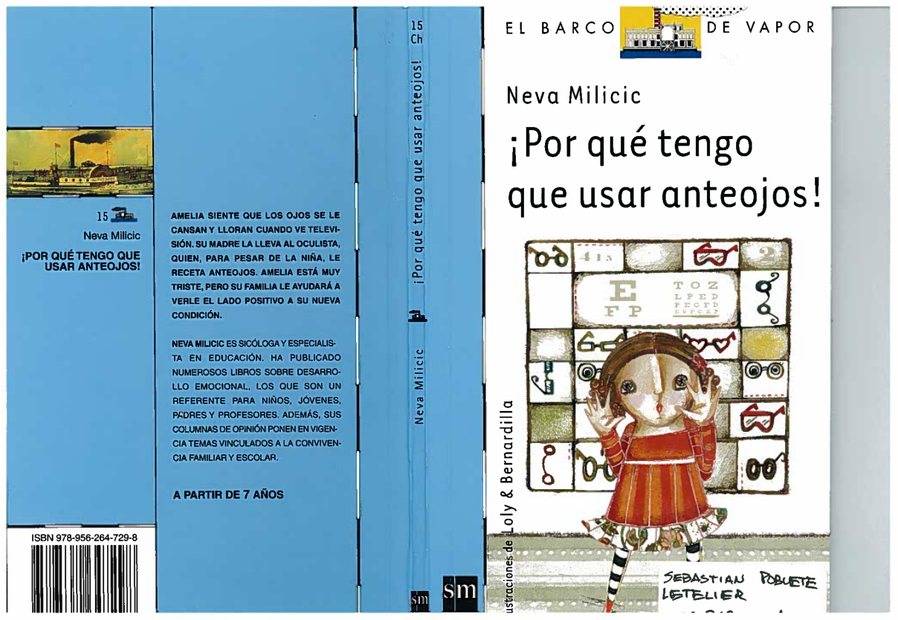 15
Neva Milicic
¡POR QUÉ TENGO QUE
USAR ANTEOJOS!
ISBN 978-956-264-729-8
AMELIA SIENTE QUE LOS OJOS SE LE
CANSAN Y LLORAN CUANDO VE TELEVI-
SIÓN. SU MADRE LA LLEVA AL OCULISTA,
QUIEN, PARA PESAR DE LA NIÑA, LE
RECETA ANTEOJOS. AMELIA ESTÁ MUY
TRISTE, PERO SU FAMILIA LE AYUDARÁ A
VERLE EL LADO POSITIVO A SU NUEVA
CONDICIÓN.
NEVA MILICIC ES SICÓLOGA Y ESPECIALIS-
TA EN EDUCACIÓN. HA PUBLICADO
NUMEROSOS LIBROS SOBRE DESARRO-
LLO EMOCIONAL, LOS QUE SON UN
REFERENTE PARA NIÑOS, JÓVENES,
PADRES Y PROFESORES. ADEMÁS, SUS
COLUMNAS DE OPINIÓN PONEN EN VIGEN-
CIA TEMAS VINCULADOS A LA CONVIVEN-
CIA FAMILIAR Y ESCOLAR.
A PARTIR DE 7 AÑOS
15
Ch
¡Por qué tengo que usar anteojos!
Neva Milicic
sm
sm
EL BARCO DE VAPOR
Neva Milicic
¡Por qué tengo
que usar anteojos!
415
2
E
FP
TOZ
LPED
PECFD
Ilustraciones de Loly & Bernardilla
SEBASTIAN POBLETE
LETELIER